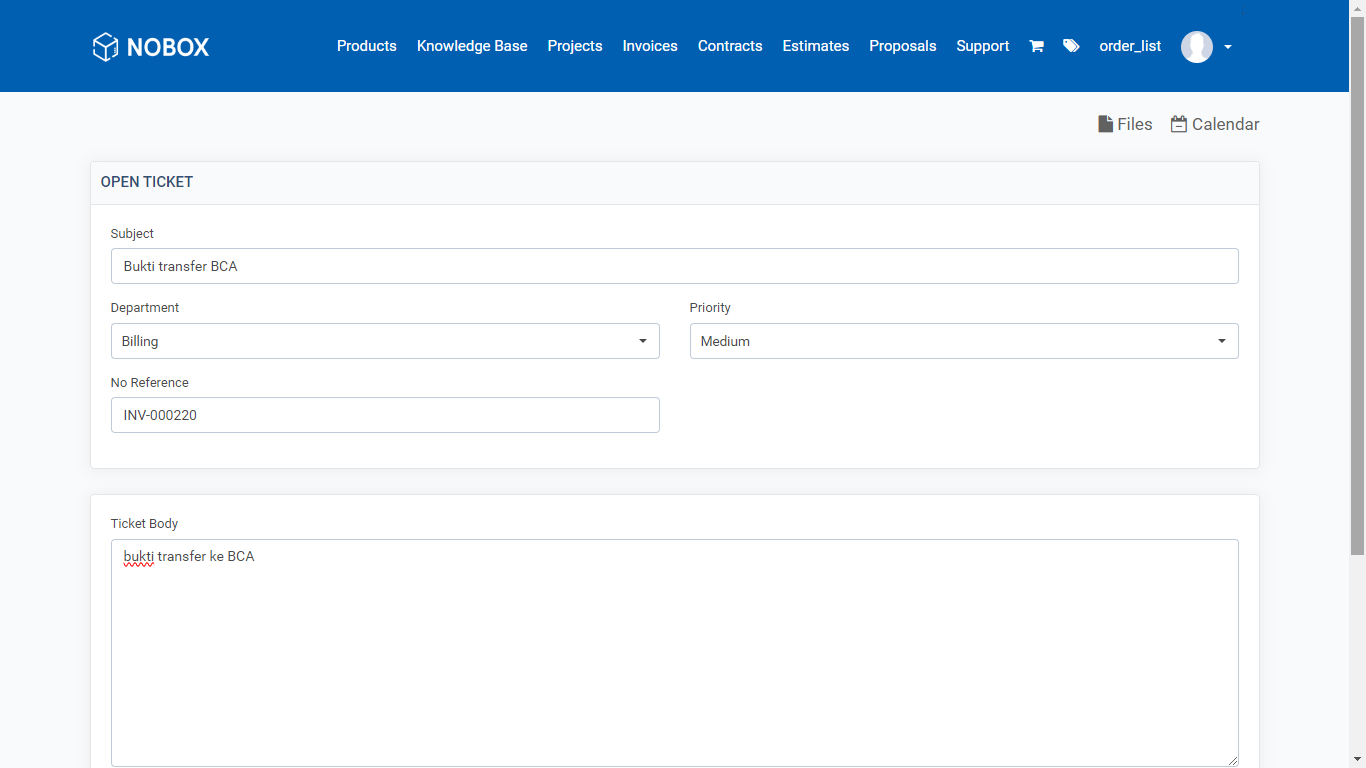 NOBOX Products Knowledge Base Projects Invoices Contracts Estimates Proposals Support order_list
Files Calendar
OPEN TICKET
Subject
Bukti transfer BCA
Department Priority
Billing Medium
No Reference
INV-000220
Ticket Body
bukti transfer ke BCA